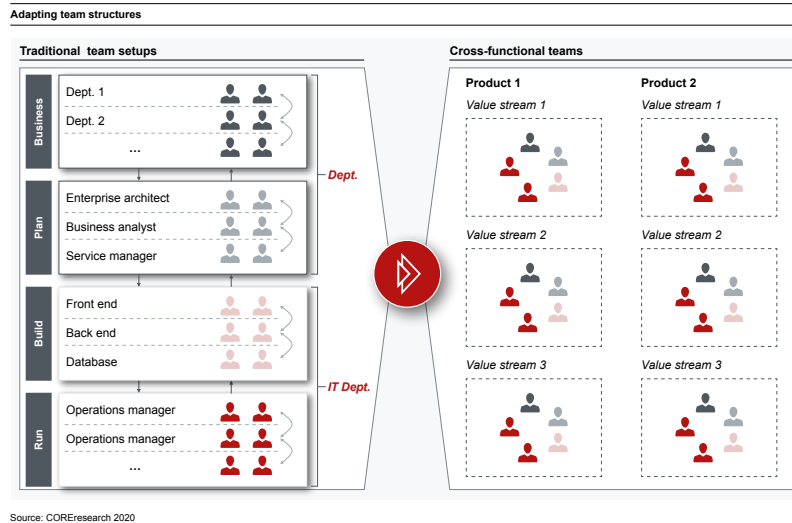 Adapting team structures
Traditional team setups
Business
Dept. 1
Dept. 2
...
Plan
Enterprise architect
Business analyst
Service manager
Dept.
Build
Front end
Back end
Database
Run
Operations manager
Operations manager
...
IT Dept.
Cross-functional teams
Product 1
Value stream 1
Value stream 2
Value stream 3
Product 2
Value stream 1
Value stream 2
Value stream 3
Source: COREresearch 2020